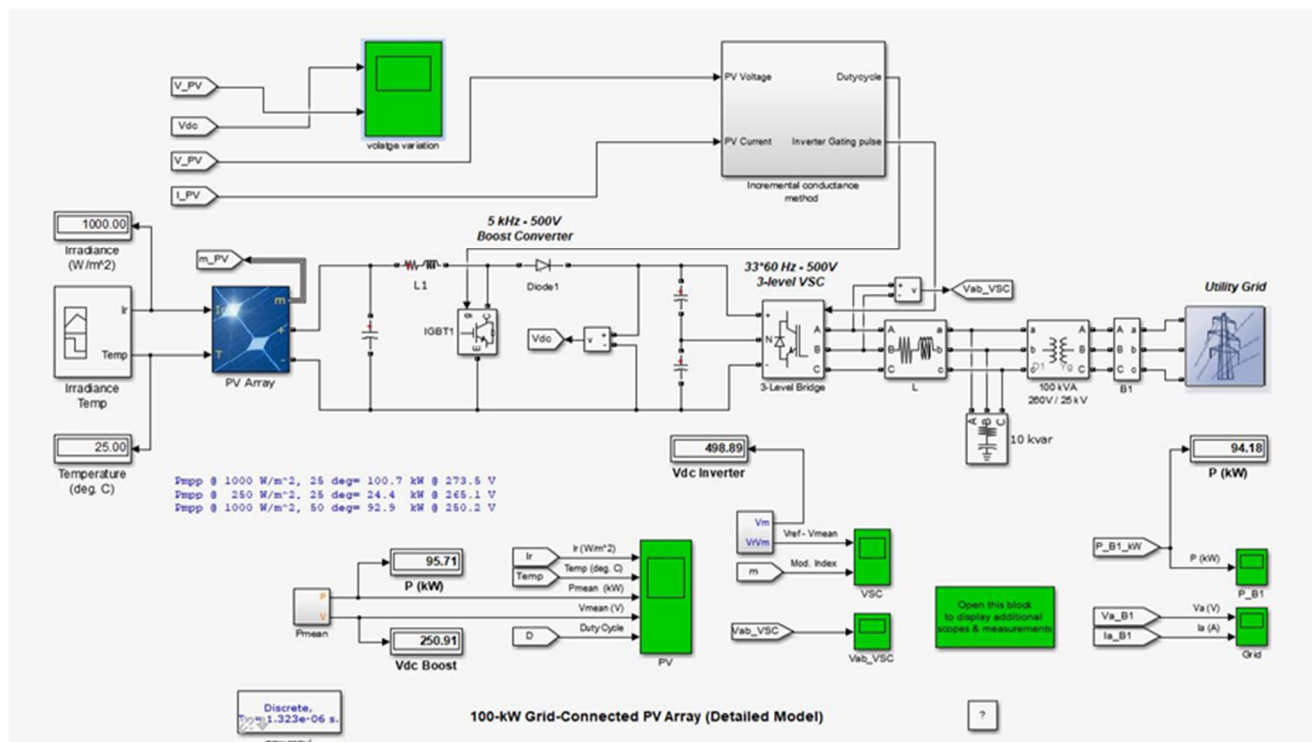 V_PV
Vdc
V_PV
I_PV
volatge variation
PV Voltage
Dutycycle
PV Current
Inverter Gating pulse
Incremental conductance
method
1000.00
Irradiance
(W/m^2)
m_PV
5 kHz - 500V
Boost Converter
L1
Diode1
33*60 Hz - 500V
3-level VSC
Vab_VSC
Utility Grid
Ir
Temp
Irradiance
Temp
T
m
+
-
PV Array
g
C
E
IGBT1
Vdc
v
+
-
+
N
-
A
B
C
3-Level Bridge
+
-
v
A
B
C
a
b
c
L
A
B
C
10 kvar
a
b
c
A
B
C
100 kVA
260V / 25 kV
A
B
C
a
b
c
B1
25.00
Temperature
(deg. C)
Pmpp @ 1000 W/m^2, 25 deg= 100.7 kW @ 273.5 V
Pmpp @ 250 W/m^2, 25 deg= 24.4 kW @ 265.1 V
Pmpp @ 1000 W/m^2, 50 deg= 92.9 kW @ 250.2 V
498.89
Vdc Inverter
94.18
P (kW)
Vm
VrVm
Vref - Vmean
m
Mod. Index
VSC
Vab_VSC
Vab_VSC
P_B1_kW
P (kW)
P_B1
Va_B1
Va (V)
Ia_B1
Ia (A)
Grid
95.71
P (kW)
P
V
Pmean
250.91
Vdc Boost
Ir
Ir (W/m^2)
Temp
Temp (deg. C)
Pmean (kW)
Vmean (V)
D
Duty Cycle
PV
Open this block
to display additional
scopes & measurements
Discrete,
1.323e-06 s.
100-kW Grid-Connected PV Array (Detailed Model)
?